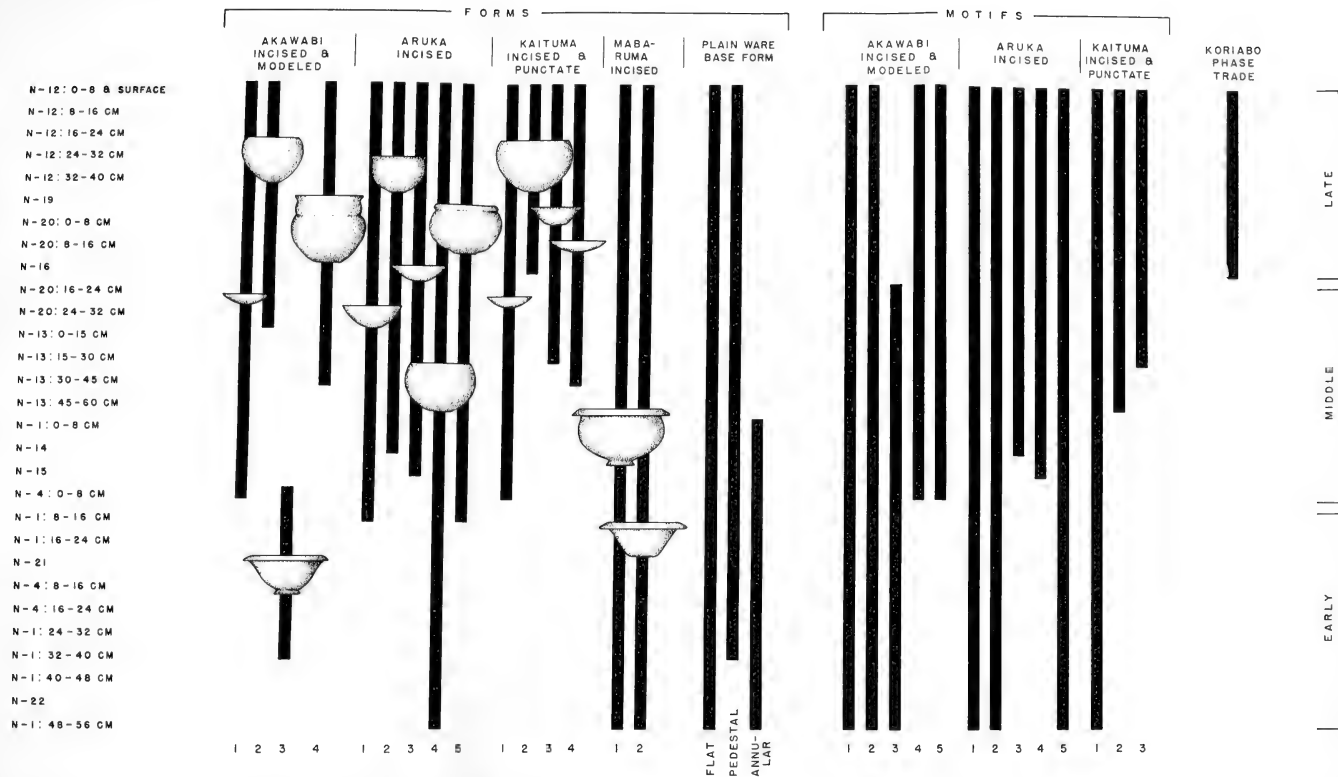 FORMS
MOTIFS
AKAWABI
INCISED &
MODELED
ARUKA
INCISED
KAITUMA
INCISED &
PUNCTATE
MABA-
RUMA
INCISED
PLAIN WARE
BASE FORM
AKAWABI
INCISED &
MODELED
ARUKA
INCISED
KAITUMA
INCISED &
PUNCTATE
KORIABO
PHASE
TRADE
N-12: 0-8 & SURFACE
N-12: 8-16 CM
N-12: 16-24 CM
N-12: 24-32 CM
N-12: 32-40 CM
N-19
N-20: 0-8 CM
N-20: 8-16 CM
N-16
N-20: 16-24 CM
N-20: 24-32 CM
N-13: 0-15 CM
N-13: 15-30 CM
N-13: 30-45 CM
N-13: 45-60 CM
N-1: 0-8 CM
N-14
N-15
N-4: 0-8 CM
N-1: 8-16 CM
N-1: 16-24 CM
N-21
N-4: 8-16 CM
N-4: 16-24 CM
N-1: 24-32 CM
N-1: 32-40 CM
N-1: 40-48 CM
N-22
N-1: 48-56 CM
LATE
MIDDLE
EARLY
1 2 3 4 1 2 3 4 5 1 2 3 4 1 2 FLAT PEDESTAL ANNU-
LAR
1 2 3 4 5 1 2 3 4 5 1 2 3